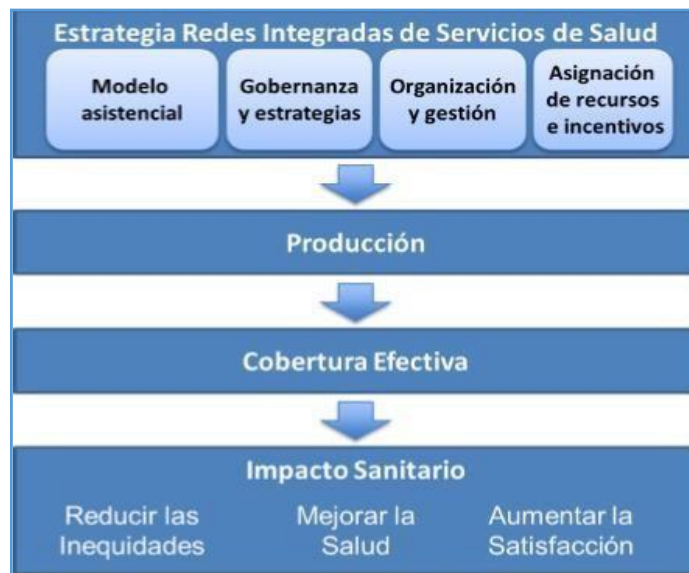 Estrategia Redes Integradas de Servicios de Salud
Modelo
asistencial
Gobernanza
y estrategias
Organización
y gestión
Asignación
de recursos
e incentivos
Producción
Cobertura Efectiva
Impacto Sanitario
Reducir las
Inequidades
Mejorar la
Salud
Aumentar la
Satisfacción